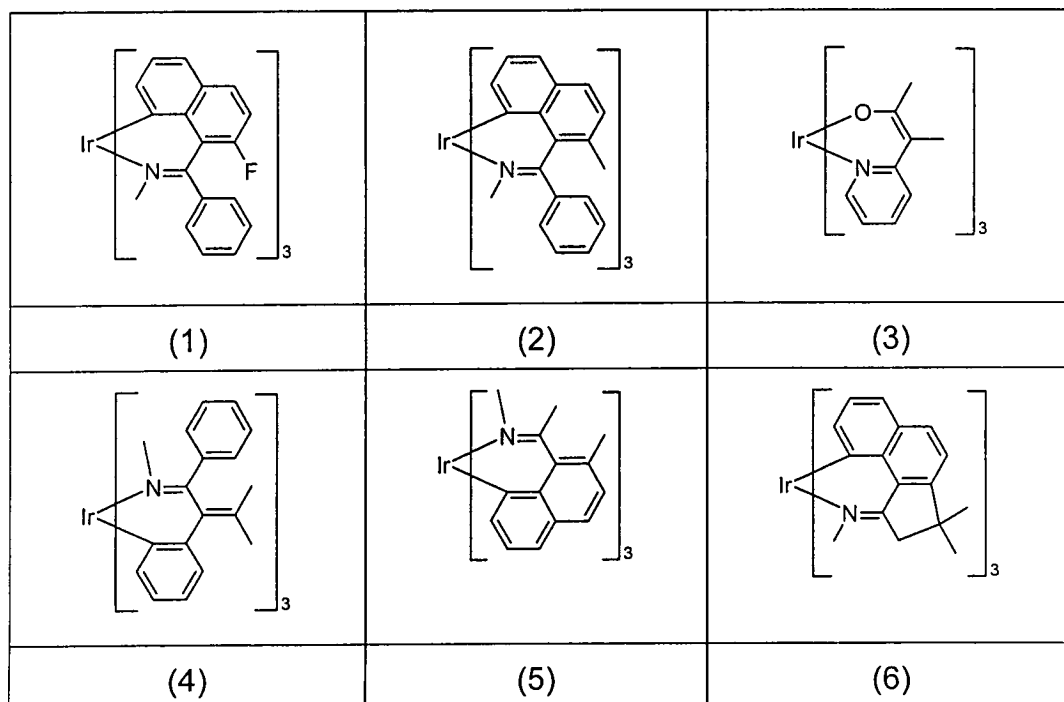 Ir N F 3
Ir N 3
Ir O N 3
(1) (2) (3)
Ir N 3
Ir N 3
Ir N 3
(4) (5) (6)